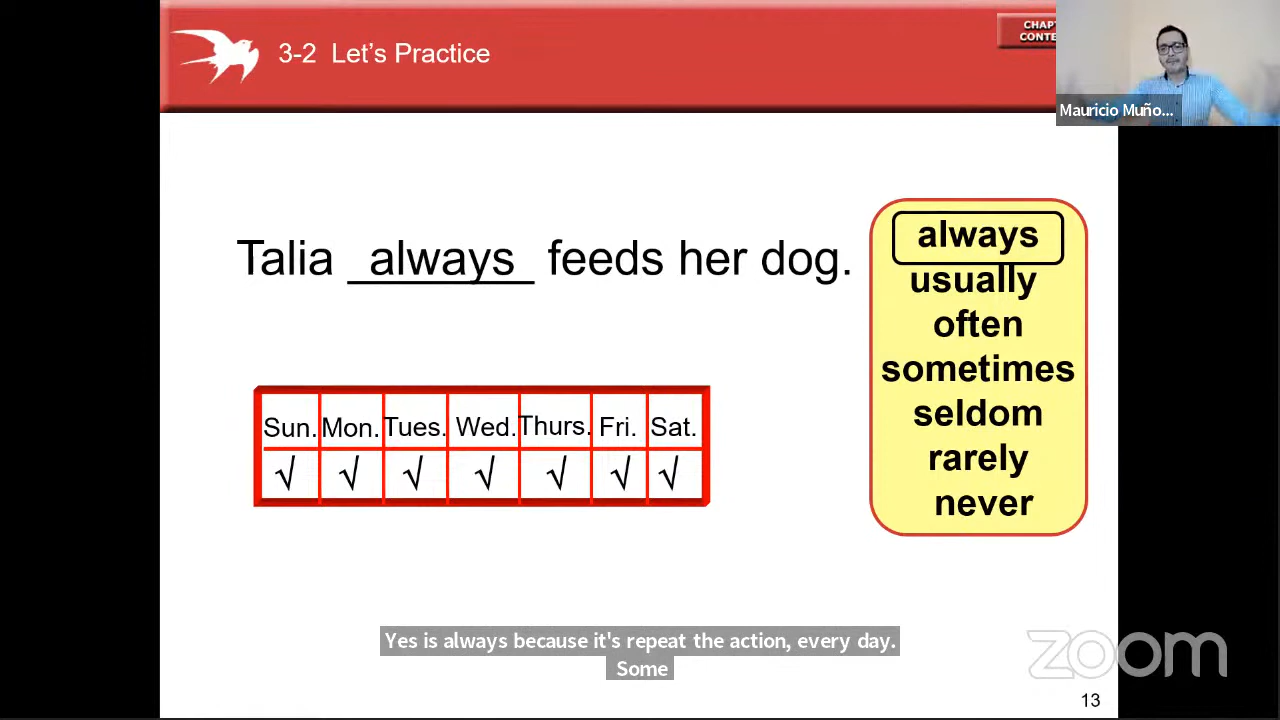 3-2 Let's Practice
CHAPT
CONTE
Mauricio Muño...
Talia always feeds her dog.
always
usually
often
sometimes
seldom
rarely
never
Sun. Mon. Tues. Wed. Thurs. Fri. Sat.
√ √ √ √ √ √ √
Yes is always because it's repeat the action, every day.
Some
zoom
13